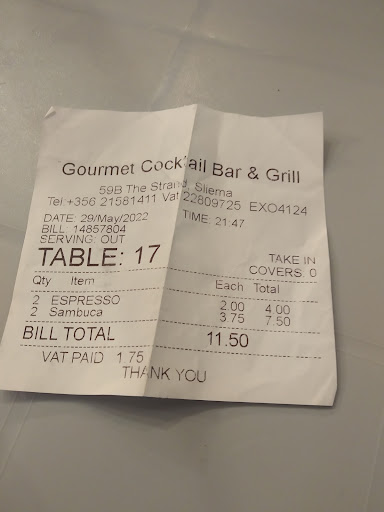 Gourmet Cocktail Bar & Grill
59B The Strand, Sliema
Tel:+356 21581411 Vat 22809725 EXO4124
DATE: 29/May/2022 TIME: 21:47
BILL: 14857804
SERVING: OUT
TABLE: 17 TAKE IN
COVERS: 0
Qty Item Each Total
2 ESPRESSO 2.00 4.00
2 Sambuca 3.75 7.50
BILL TOTAL 11.50
VAT PAID 1.75
THANK YOU